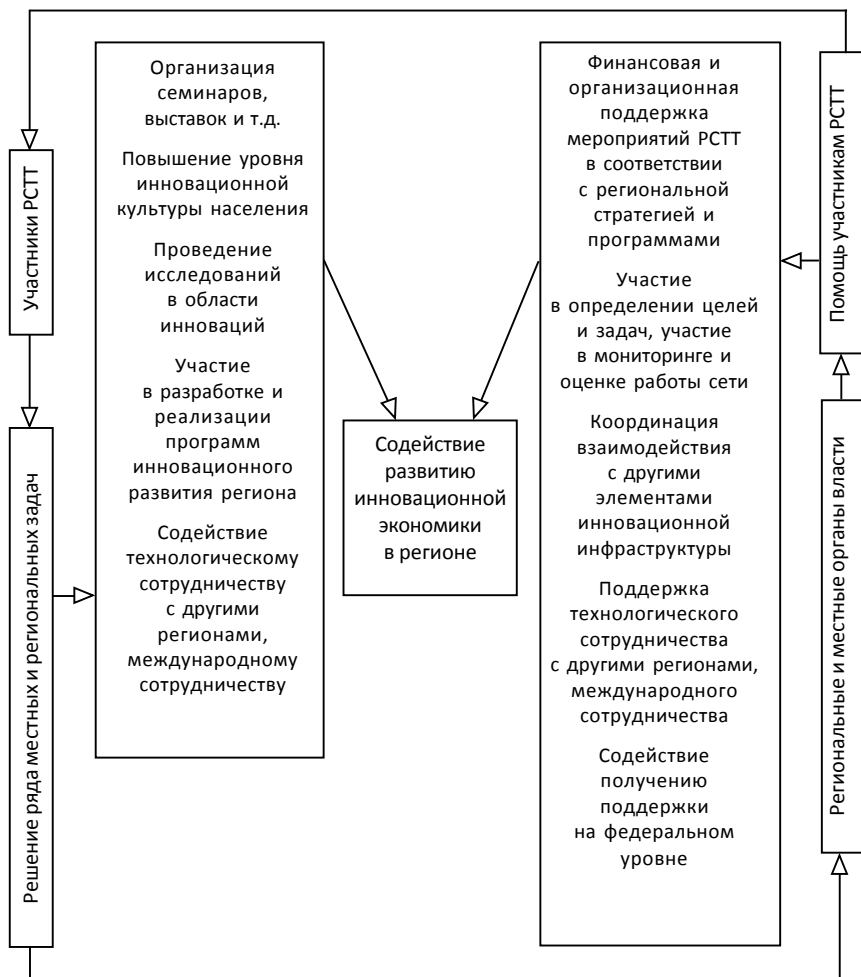 Участники РСТТ
Решение ряда местных и региональных задач
Организация
семинаров,
выставок и т.д.
Повышение уровня
инновационной
культуры населения
Проведение
исследований
в области
инноваций
Участие
в разработке и
реализации
программ
инновационного
развития региона
Содействие
технологическому
сотрудничеству
с другими
регионами,
международному
сотрудничеству
Содействие
развитию
инновационной
экономики
в регионе
Финансовая и
организационная
поддержка
мероприятий РСТТ
в соответствии
с региональной
стратегией и
программами
Участие
в определении целей
и задач, участие
в мониторинге и
оценке работы сети
Координация
взаимодействия
с другими
элементами
инновационной
инфраструктуры
Поддержка
технологического
сотрудничества
с другими регионами,
международного
сотрудничества
Содействие
получению
поддержки
на федеральном
уровне
Помощь участникам РСТТ
Региональные и местные органы власти